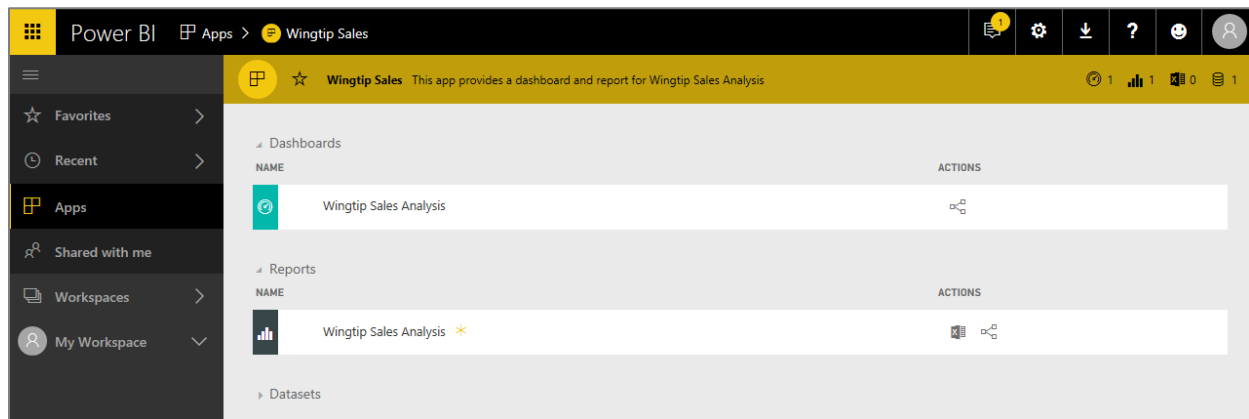 Power BI Apps > Wingtip Sales 1 ?
Wingtip Sales This app provides a dashboard and report for Wingtip Sales Analysis 1 1 0 1
Favorites
Recent
Apps
Shared with me
Workspaces
My Workspace
Dashboards
NAME ACTIONS
Wingtip Sales Analysis
Reports
NAME ACTIONS
Wingtip Sales Analysis
Datasets